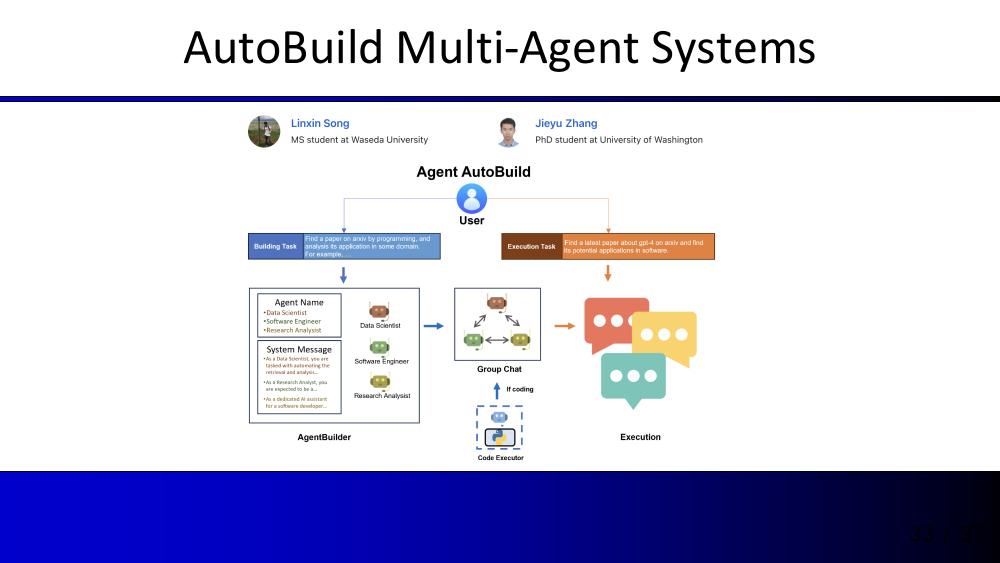 AutoBuild Multi-Agent Systems
Linxin Song
MS student at Waseda University
Jieyu Zhang
PhD student at University of Washington
Agent AutoBuild
User
Building Task
Find a paper on arxiv by programming, and
analysis its application in some domain.
For example, ...
Execution Task
Find a latest paper about gpt-4 on arxiv and find
its potential applications in software.
Agent Name
•Data Scientist
•Software Engineer
•Research Analysist
System Message
•As a Data Scientist, you are
tasked with automating the
retrieval and analysis...
•As a Research Analyst, you
are expected to be a...
•As a dedicated AI assistant
for a software developer...
Data Scientist
Software Engineer
Research Analysist
AgentBuilder
Group Chat
If coding
Code Executor
Execution